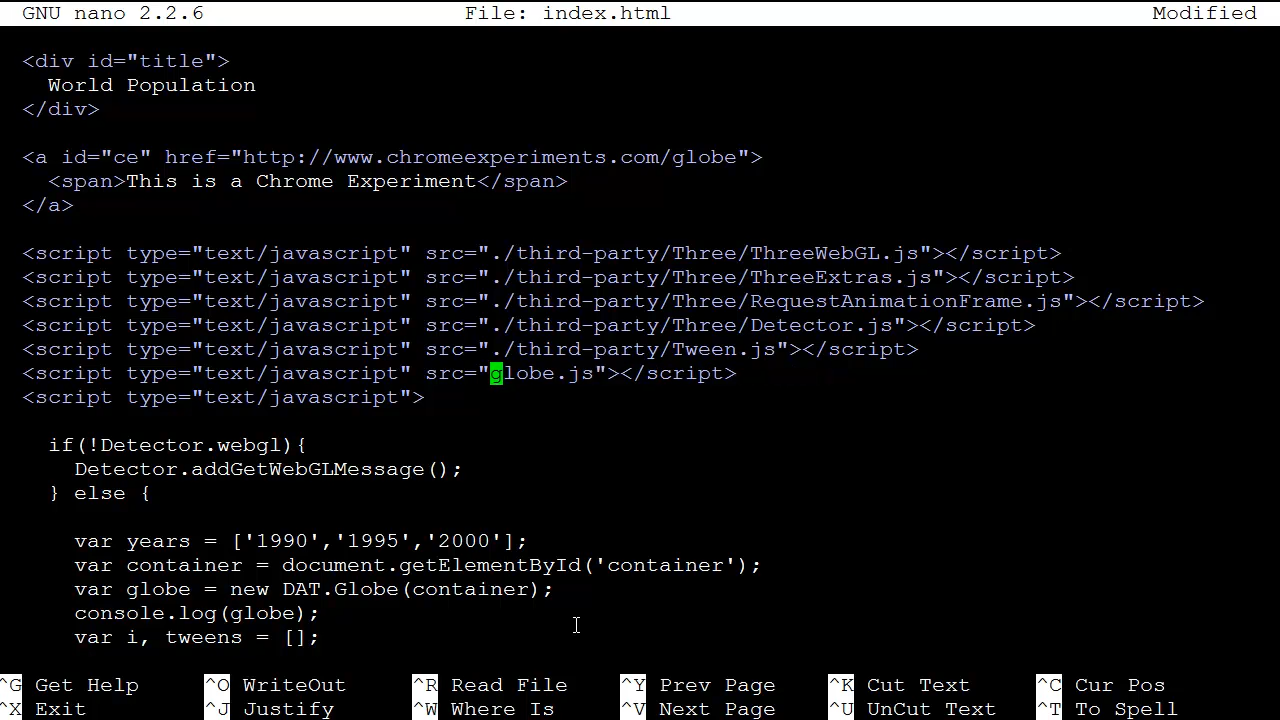 GNU nano 2.2.6 File: index.html Modified
<div id="title">
World Population
</div>
<a id="ce" href="http://www.chromeexperiments.com/globe">
<span>This is a Chrome Experiment</span>
</a>
<script type="text/javascript" src="./third-party/Three/ThreeWebGL.js"></script>
<script type="text/javascript" src="./third-party/Three/ThreeExtras.js"></script>
<script type="text/javascript" src="./third-party/Three/RequestAnimationFrame.js"></script>
<script type="text/javascript" src="./third-party/Three/Detector.js"></script>
<script type="text/javascript" src="./third-party/Tween.js"></script>
<script type="text/javascript" src="globe.js"></script>
<script type="text/javascript">
if(!Detector.webgl){
Detector.addGetWebGLMessage();
} else {
var years = ['1990','1995','2000'];
var container = document.getElementById('container');
var globe = new DAT.Globe(container);
console.log(globe);
var i, tweens = [];
^G Get Help ^O WriteOut ^R Read File ^Y Prev Page ^K Cut Text ^C Cur Pos
^X Exit ^J Justify ^W Where Is ^V Next Page ^U UnCut Text ^T To Spell